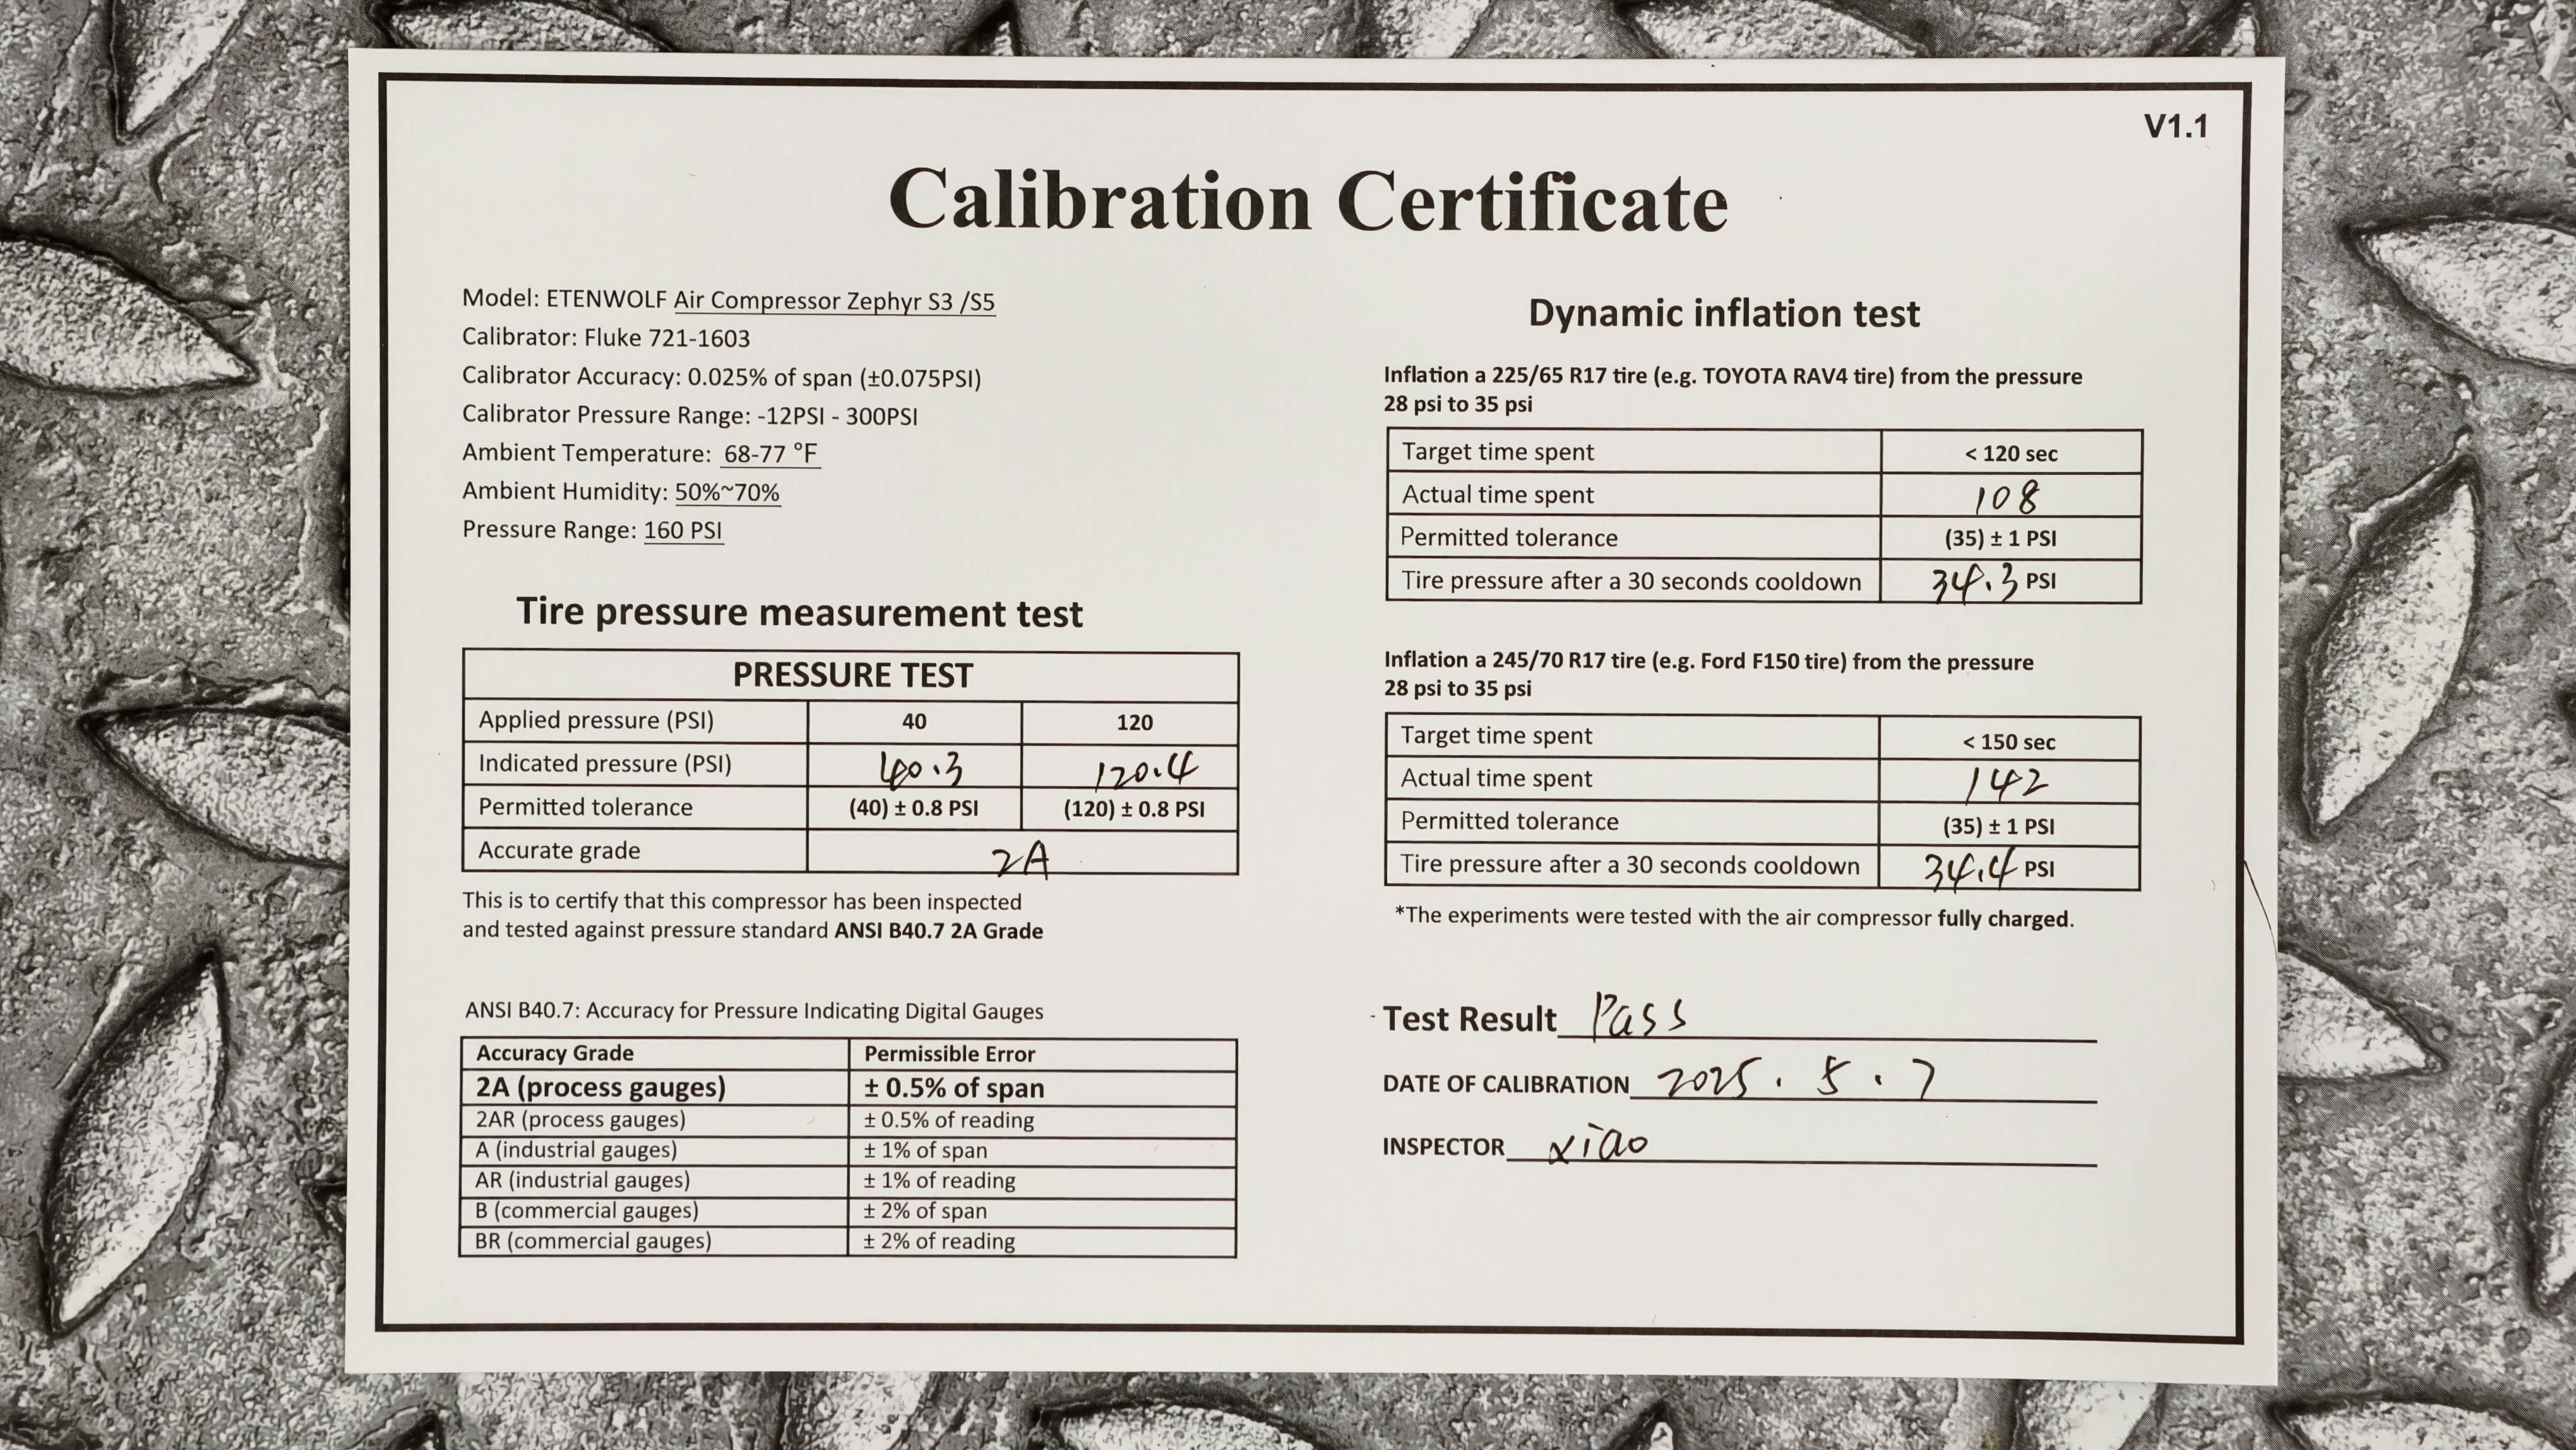 V1.1
Calibration Certificate
Model: ETENWOLF Air Compressor Zephyr S3 /S5
Calibrator: Fluke 721-1603
Calibrator Accuracy: 0.025% of span (±0.075PSI)
Calibrator Pressure Range: -12PSI - 300PSI
Ambient Temperature: 68-77 °F
Ambient Humidity: 50%~70%
Pressure Range: 160 PSI
Tire pressure measurement test
PRESSURE TEST
Applied pressure (PSI) 40 120
Indicated pressure (PSI) 40.3 120.4
Permitted tolerance (40) ± 0.8 PSI (120) ± 0.8 PSI
Accurate grade 2A
This is to certify that this compressor has been inspected
and tested against pressure standard ANSI B40.7 2A Grade
ANSI B40.7: Accuracy for Pressure Indicating Digital Gauges
Accuracy Grade Permissible Error
2A (process gauges) ± 0.5% of span
2AR (process gauges) ± 0.5% of reading
A (industrial gauges) ± 1% of span
AR (industrial gauges) ± 1% of reading
B (commercial gauges) ± 2% of span
BR (commercial gauges) ± 2% of reading
Dynamic inflation test
Inflation a 225/65 R17 tire (e.g. TOYOTA RAV4 tire) from the pressure
28 psi to 35 psi
Target time spent < 120 sec
Actual time spent 108
Permitted tolerance (35) ± 1 PSI
Tire pressure after a 30 seconds cooldown 34.3 PSI
Inflation a 245/70 R17 tire (e.g. Ford F150 tire) from the pressure
28 psi to 35 psi
Target time spent < 150 sec
Actual time spent 142
Permitted tolerance (35) ± 1 PSI
Tire pressure after a 30 seconds cooldown 34.4 PSI
*The experiments were tested with the air compressor fully charged.
Test Result Pass
DATE OF CALIBRATION 2025. 5. 7
INSPECTOR xiao